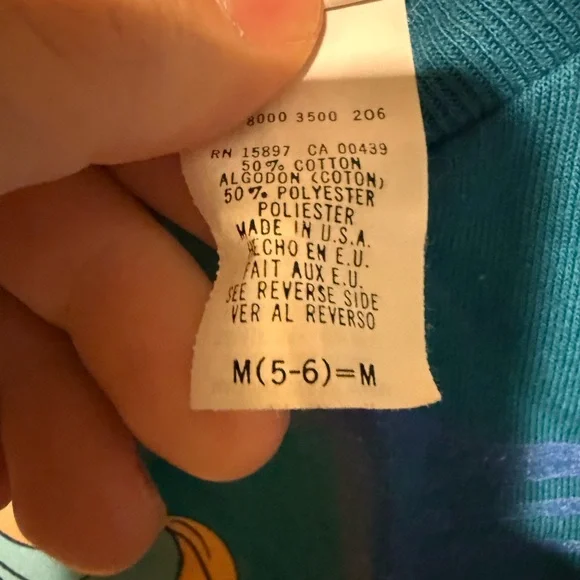 8000 3500 206
RN 15897 CA 00439
50% COTTON
ALGODON (COTON)
50% POLYESTER
POLIESTER
MADE IN U.S.A.
HECHO EN E.U.
FAIT AUX E.U.
SEE REVERSE SIDE
VER AL REVERSO
M(5-6)=M